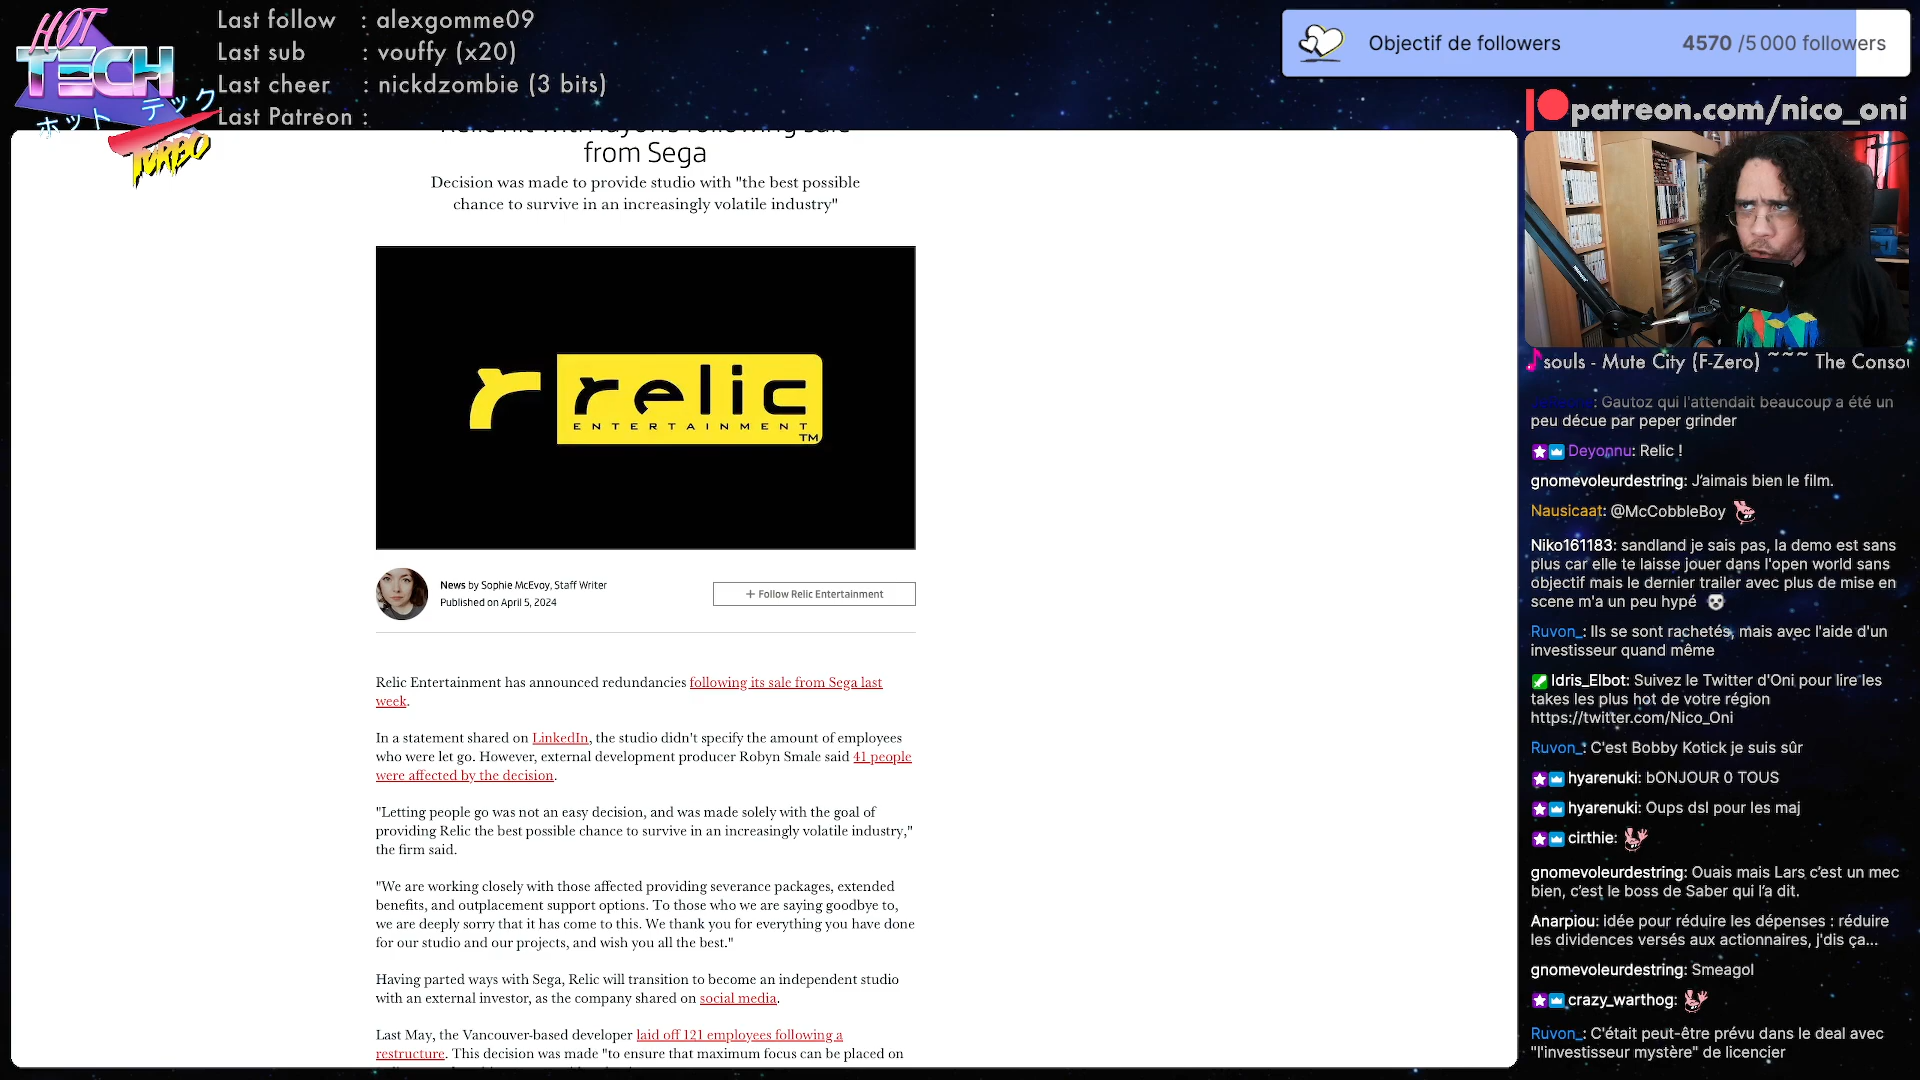 HOT
TECH
ホット テック
TURBO
Last follow : alexgomme09
Last sub : vouffy (x20)
Last cheer : nickdzombie (3 bits)
Last Patreon :
Objectif de followers 4570 /5 000 followers
patreon.com/nico_oni
Relic hit with layoffs following sale
from Sega
Decision was made to provide studio with "the best possible
chance to survive in an increasingly volatile industry"
r relic
ENTERTAINMENT
TM
News by Sophie McEvoy, Staff Writer
Published on April 5, 2024
+ Follow Relic Entertainment
Relic Entertainment has announced redundancies following its sale from Sega last
week.
In a statement shared on LinkedIn, the studio didn't specify the amount of employees
who were let go. However, external development producer Robyn Smale said 41 people
were affected by the decision.
"Letting people go was not an easy decision, and was made solely with the goal of
providing Relic the best possible chance to survive in an increasingly volatile industry,"
the firm said.
"We are working closely with those affected providing severance packages, extended
benefits, and outplacement support options. To those who we are saying goodbye to,
we are deeply sorry that it has come to this. We thank you for everything you have done
for our studio and our projects, and wish you all the best."
Having parted ways with Sega, Relic will transition to become an independent studio
with an external investor, as the company shared on social media.
Last May, the Vancouver-based developer laid off 121 employees following a
restructure. This decision was made "to ensure that maximum focus can be placed on
souls - Mute City (F-Zero) ~~~ The Consou
: Gautoz qui l'attendait beaucoup a été un
peu décue par peper grinder
Deyonnu: Relic !
gnomevoleurdestring: J'aimais bien le film.
Nausicaat: @McCobbleBoy
Niko161183: sandland je sais pas, la demo est sans
plus car elle te laisse jouer dans l'open world sans
objectif mais le dernier trailer avec plus de mise en
scene m'a un peu hypé
Ruvon_: Ils se sont rachetés, mais avec l'aide d'un
investisseur quand même
Idris_Elbot: Suivez le Twitter d'Oni pour lire les
takes les plus hot de votre région
https://twitter.com/Nico_Oni
Ruvon_: C'est Bobby Kotick je suis sûr
hyarenuki: bONJOUR 0 TOUS
hyarenuki: Oups dsl pour les maj
cirthie:
gnomevoleurdestring: Ouais mais Lars c'est un mec
bien, c'est le boss de Saber qui l'a dit.
Anarpiou: idée pour réduire les dépenses : réduire
les dividences versés aux actionnaires, j'dis ça...
gnomevoleurdestring: Smeagol
crazy_warthog:
Ruvon_: C'était peut-être prévu dans le deal avec
"l'investisseur mystère" de licencier